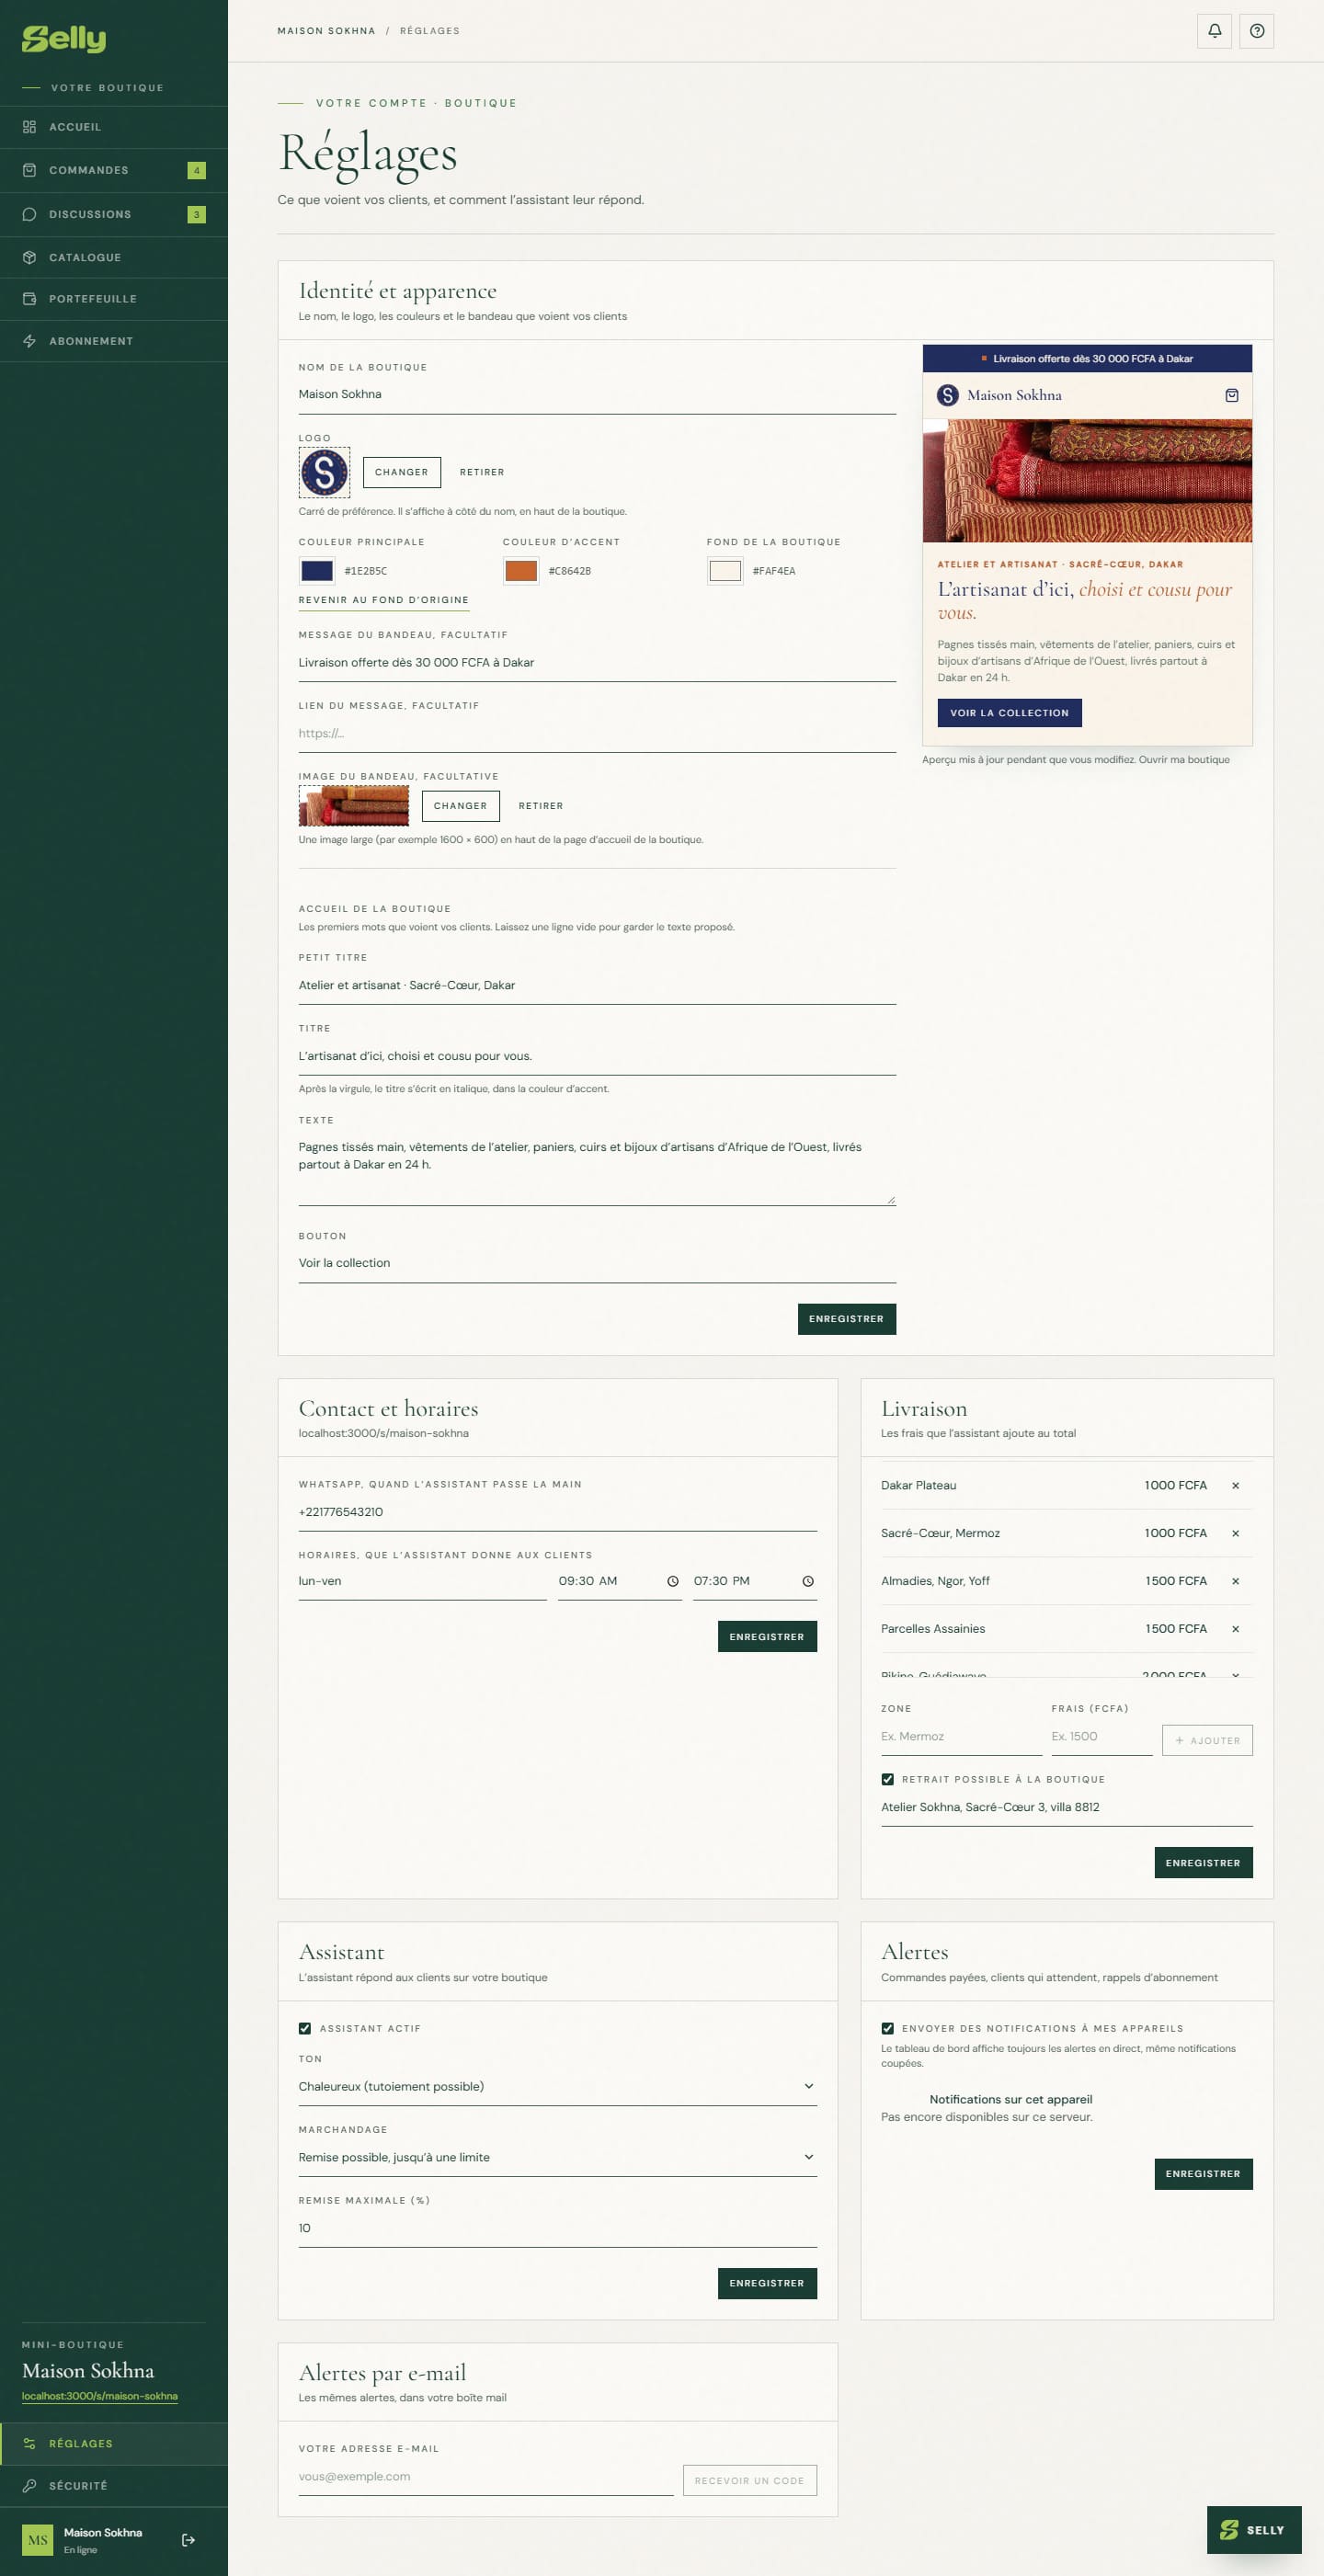 Selly
VOTRE BOUTIQUE
ACCUEIL
COMMANDES 4
DISCUSSIONS 3
CATALOGUE
PORTEFEUILLE
ABONNEMENT
MINI-BOUTIQUE
Maison Sokhna
localhost:3000/s/maison-sokhna
RÉGLAGES
SÉCURITÉ
MS Maison Sokhna
En ligne
MAISON SOKHNA / RÉGLAGES
VOTRE COMPTE · BOUTIQUE
Réglages
Ce que voient vos clients, et comment l’assistant leur répond.
Identité et apparence
Le nom, le logo, les couleurs et le bandeau que voient vos clients
NOM DE LA BOUTIQUE
Maison Sokhna
LOGO
S CHANGER RETIRER
Carré de préférence. Il s’affiche à côté du nom, en haut de la boutique.
COULEUR PRINCIPALE COULEUR D’ACCENT FOND DE LA BOUTIQUE
#1E2B5C #C8642B #FAF4EA
REVENIR AU FOND D’ORIGINE
MESSAGE DU BANDEAU, FACULTATIF
Livraison offerte dès 30 000 FCFA à Dakar
LIEN DU MESSAGE, FACULTATIF
https://…
IMAGE DU BANDEAU, FACULTATIVE
CHANGER RETIRER
Une image large (par exemple 1600 × 600) en haut de la page d’accueil de la boutique.
ACCUEIL DE LA BOUTIQUE
Les premiers mots que voient vos clients. Laissez une ligne vide pour garder le texte proposé.
PETIT TITRE
Atelier et artisanat · Sacré-Cœur, Dakar
TITRE
L’artisanat d’ici, choisi et cousu pour vous.
Après la virgule, le titre s’écrit en italique, dans la couleur d’accent.
TEXTE
Pagnes tissés main, vêtements de l’atelier, paniers, cuirs et bijoux d’artisans d’Afrique de l’Ouest, livrés
partout à Dakar en 24 h.
BOUTON
Voir la collection
ENREGISTRER
Livraison offerte dès 30 000 FCFA à Dakar
S Maison Sokhna
ATELIER ET ARTISANAT · SACRÉ-CŒUR, DAKAR
L’artisanat d’ici, choisi et cousu pour
vous.
Pagnes tissés main, vêtements de l’atelier, paniers, cuirs et
bijoux d’artisans d’Afrique de l’Ouest, livrés partout à
Dakar en 24 h.
VOIR LA COLLECTION
Aperçu mis à jour pendant que vous modifiez. Ouvrir ma boutique
Contact et horaires
localhost:3000/s/maison-sokhna
WHATSAPP, QUAND L’ASSISTANT PASSE LA MAIN
+221776543210
HORAIRES, QUE L’ASSISTANT DONNE AUX CLIENTS
lun-ven 09:30 AM 07:30 PM
ENREGISTRER
Livraison
Les frais que l’assistant ajoute au total
Dakar Plateau 1 000 FCFA ×
Sacré-Cœur, Mermoz 1 000 FCFA ×
Almadies, Ngor, Yoff 1 500 FCFA ×
Parcelles Assainies 1 500 FCFA ×
Pikine, Guédiawaye 2 000 FCFA ×
ZONE FRAIS (FCFA)
Ex. Mermoz Ex. 1500 + AJOUTER
RETRAIT POSSIBLE À LA BOUTIQUE
Atelier Sokhna, Sacré-Cœur 3, villa 8812
ENREGISTRER
Assistant
L’assistant répond aux clients sur votre boutique
ASSISTANT ACTIF
TON
Chaleureux (tutoiement possible)
MARCHANDAGE
Remise possible, jusqu’à une limite
REMISE MAXIMALE (%)
10
ENREGISTRER
Alertes
Commandes payées, clients qui attendent, rappels d’abonnement
ENVOYER DES NOTIFICATIONS À MES APPAREILS
Le tableau de bord affiche toujours les alertes en direct, même notifications
coupées.
Notifications sur cet appareil
Pas encore disponibles sur ce serveur.
ENREGISTRER
Alertes par e-mail
Les mêmes alertes, dans votre boîte mail
VOTRE ADRESSE E-MAIL
vous@exemple.com RECEVOIR UN CODE
SELLY